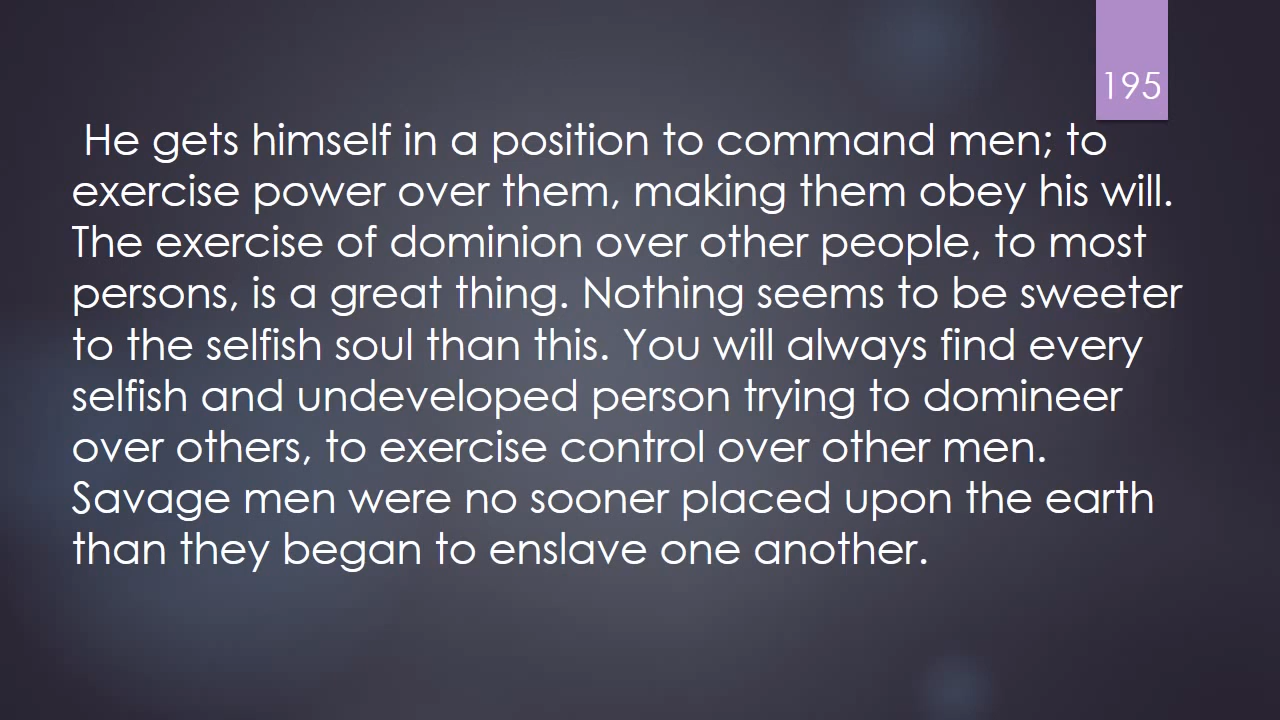 195
He gets himself in a position to command men; to
exercise power over them, making them obey his will.
The exercise of dominion over other people, to most
persons, is a great thing. Nothing seems to be sweeter
to the selfish soul than this. You will always find every
selfish and undeveloped person trying to domineer
over others, to exercise control over other men.
Savage men were no sooner placed upon the earth
than they began to enslave one another.